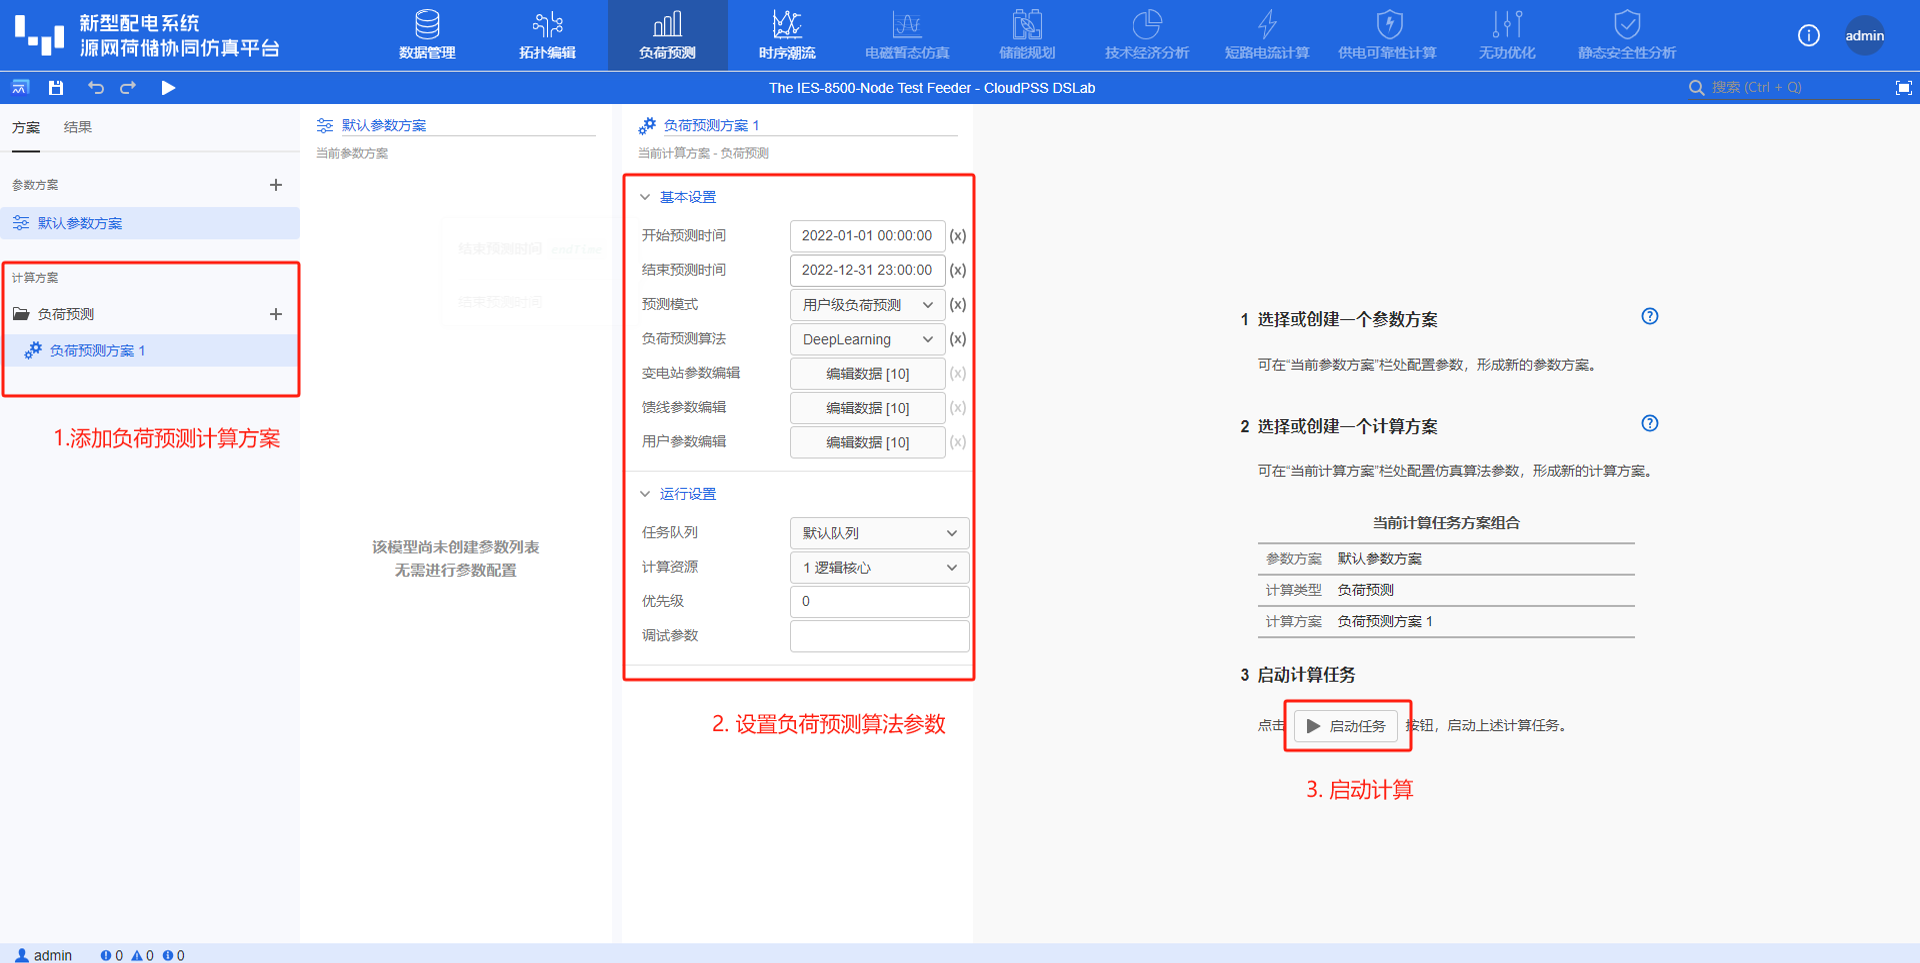 新型配电系统
源网荷储协同仿真平台
数据管理
拓扑编辑
负荷预测
时序潮流
电磁暂态仿真
储能规划
技术经济分析
短路电流计算
供电可靠性计算
无功优化
静态安全性分析
admin
The IES-8500-Node Test Feeder - CloudPSS DSLab
搜索 (Ctrl + Q)
方案 结果
参数方案
默认参数方案
计算方案
负荷预测
负荷预测方案 1
1.添加负荷预测计算方案
默认参数方案
当前参数方案
结束预测时间 endTime
结束预测时间
该模型尚未创建参数列表
无需进行参数配置
负荷预测方案 1
当前计算方案 - 负荷预测
基本设置
开始预测时间 2022-01-01 00:00:00 (x)
结束预测时间 2022-12-31 23:00:00 (x)
预测模式 用户级负荷预测 (x)
负荷预测算法 DeepLearning (x)
变电站参数编辑 编辑数据 [10] (x)
馈线参数编辑 编辑数据 [10] (x)
用户参数编辑 编辑数据 [10] (x)
运行设置
任务队列 默认队列
计算资源 1 逻辑核心
优先级 0
调试参数
2. 设置负荷预测算法参数
1 选择或创建一个参数方案
可在“当前参数方案”栏处配置参数，形成新的参数方案。
2 选择或创建一个计算方案
可在“当前计算方案”栏处配置仿真算法参数，形成新的计算方案。
当前计算任务方案组合
参数方案 默认参数方案
计算类型 负荷预测
计算方案 负荷预测方案 1
3 启动计算任务
点击 启动任务 按钮，启动上述计算任务。
3. 启动计算
admin 0 0 0